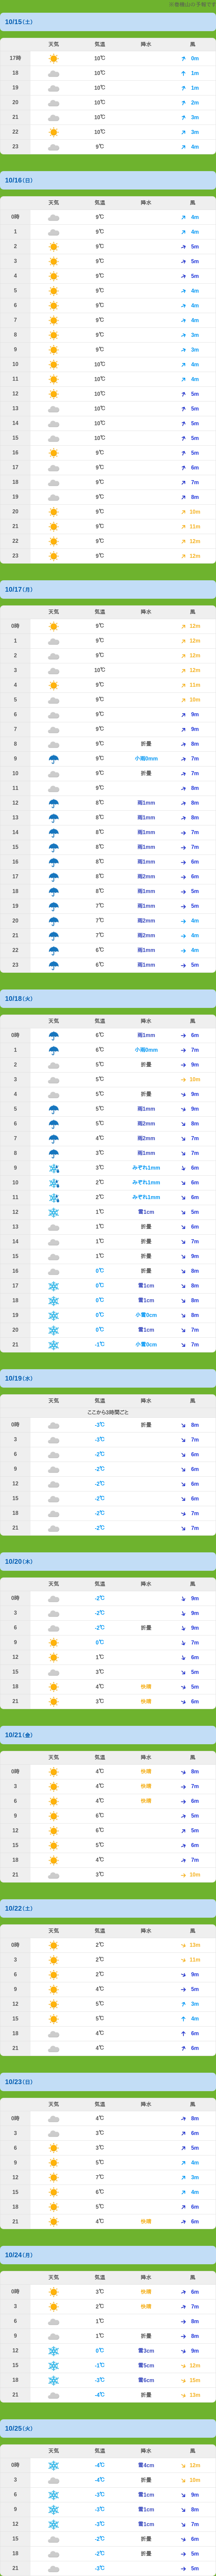 10/15(土)
天気 気温 降水 風
17時 10℃ 0m
18 10℃ 1m
19 10℃ 1m
20 10℃ 2m
21 10℃ 3m
22 10℃ 3m
23 9℃ 4m
10/16(日)
天気 気温 降水 風
0時 9℃ 4m
1 9℃ 4m
2 9℃ 5m
3 9℃ 5m
4 9℃ 5m
5 9℃ 4m
6 9℃ 4m
7 9℃ 4m
8 9℃ 3m
9 9℃ 3m
10 10℃ 4m
11 10℃ 4m
12 10℃ 5m
13 10℃ 5m
14 10℃ 5m
15 10℃ 5m
16 9℃ 5m
17 9℃ 6m
18 9℃ 7m
19 9℃ 8m
20 9℃ 10m
21 9℃ 11m
22 9℃ 12m
23 9℃ 12m
10/17(月)
天気 気温 降水 風
0時 9℃ 12m
1 9℃ 12m
2 9℃ 12m
3 10℃ 12m
4 9℃ 11m
5 9℃ 10m
6 9℃ 9m
7 9℃ 9m
8 9℃ 折畳 8m
9 9℃ 小雨0mm 7m
10 9℃ 折畳 7m
11 9℃ 8m
12 8℃ 雨1mm 8m
13 8℃ 雨1mm 8m
14 8℃ 雨1mm 7m
15 8℃ 雨1mm 7m
16 8℃ 雨1mm 6m
17 8℃ 雨2mm 6m
18 8℃ 雨1mm 5m
19 7℃ 雨1mm 5m
20 7℃ 雨2mm 4m
21 7℃ 雨2mm 4m
22 6℃ 雨1mm 4m
23 6℃ 雨1mm 5m
10/18(火)
天気 気温 降水 風
0時 6℃ 雨1mm 6m
1 6℃ 小雨0mm 7m
2 5℃ 折畳 9m
3 5℃ 10m
4 5℃ 折畳 9m
5 5℃ 雨1mm 9m
6 5℃ 雨2mm 8m
7 4℃ 雨2mm 7m
8 3℃ 雨1mm 7m
9 3℃ みぞれ1mm 6m
10 2℃ みぞれ1mm 6m
11 2℃ みぞれ1mm 6m
12 1℃ 雪1cm 5m
13 1℃ 折畳 6m
14 1℃ 折畳 7m
15 1℃ 折畳 9m
16 0℃ 折畳 8m
17 0℃ 雪1cm 8m
18 0℃ 雪1cm 8m
19 0℃ 小雪0cm 8m
20 0℃ 雪1cm 7m
21 -1℃ 小雪0cm 7m
10/19(水)
天気 気温 降水 風
ここから3時間ごと
0時 -3℃ 折畳 8m
3 -3℃ 7m
6 -2℃ 6m
9 -2℃ 6m
12 -2℃ 6m
15 -2℃ 6m
18 -2℃ 7m
21 -2℃ 7m
10/20(木)
天気 気温 降水 風
0時 -2℃ 9m
3 -2℃ 9m
6 -2℃ 折畳 9m
9 0℃ 7m
12 1℃ 6m
15 3℃ 5m
18 4℃ 快晴 5m
21 3℃ 快晴 6m
10/21(金)
天気 気温 降水 風
0時 4℃ 快晴 8m
3 4℃ 快晴 7m
6 4℃ 快晴 6m
9 6℃ 5m
12 6℃ 5m
15 5℃ 6m
18 4℃ 7m
21 3℃ 10m
10/22(土)
天気 気温 降水 風
0時 2℃ 13m
3 2℃ 11m
6 2℃ 9m
9 4℃ 5m
12 5℃ 3m
15 5℃ 4m
18 4℃ 6m
21 4℃ 6m
10/23(日)
天気 気温 降水 風
0時 4℃ 8m
3 3℃ 6m
6 3℃ 5m
9 5℃ 4m
12 7℃ 3m
15 6℃ 4m
18 5℃ 6m
21 4℃ 快晴 6m
10/24(月)
天気 気温 降水 風
0時 3℃ 快晴 6m
3 2℃ 快晴 7m
6 1℃ 8m
9 1℃ 折畳 8m
12 0℃ 雪3cm 9m
15 -1℃ 雪5cm 12m
18 -3℃ 雪6cm 15m
21 -4℃ 折畳 13m
10/25(火)
天気 気温 降水 風
0時 -4℃ 雪4cm 12m
3 -4℃ 折畳 10m
6 -3℃ 雪1cm 9m
9 -3℃ 雪1cm 8m
12 -3℃ 雪1cm 7m
15 -2℃ 折畳 6m
18 -2℃ 折畳 5m
21 -3℃ 5m